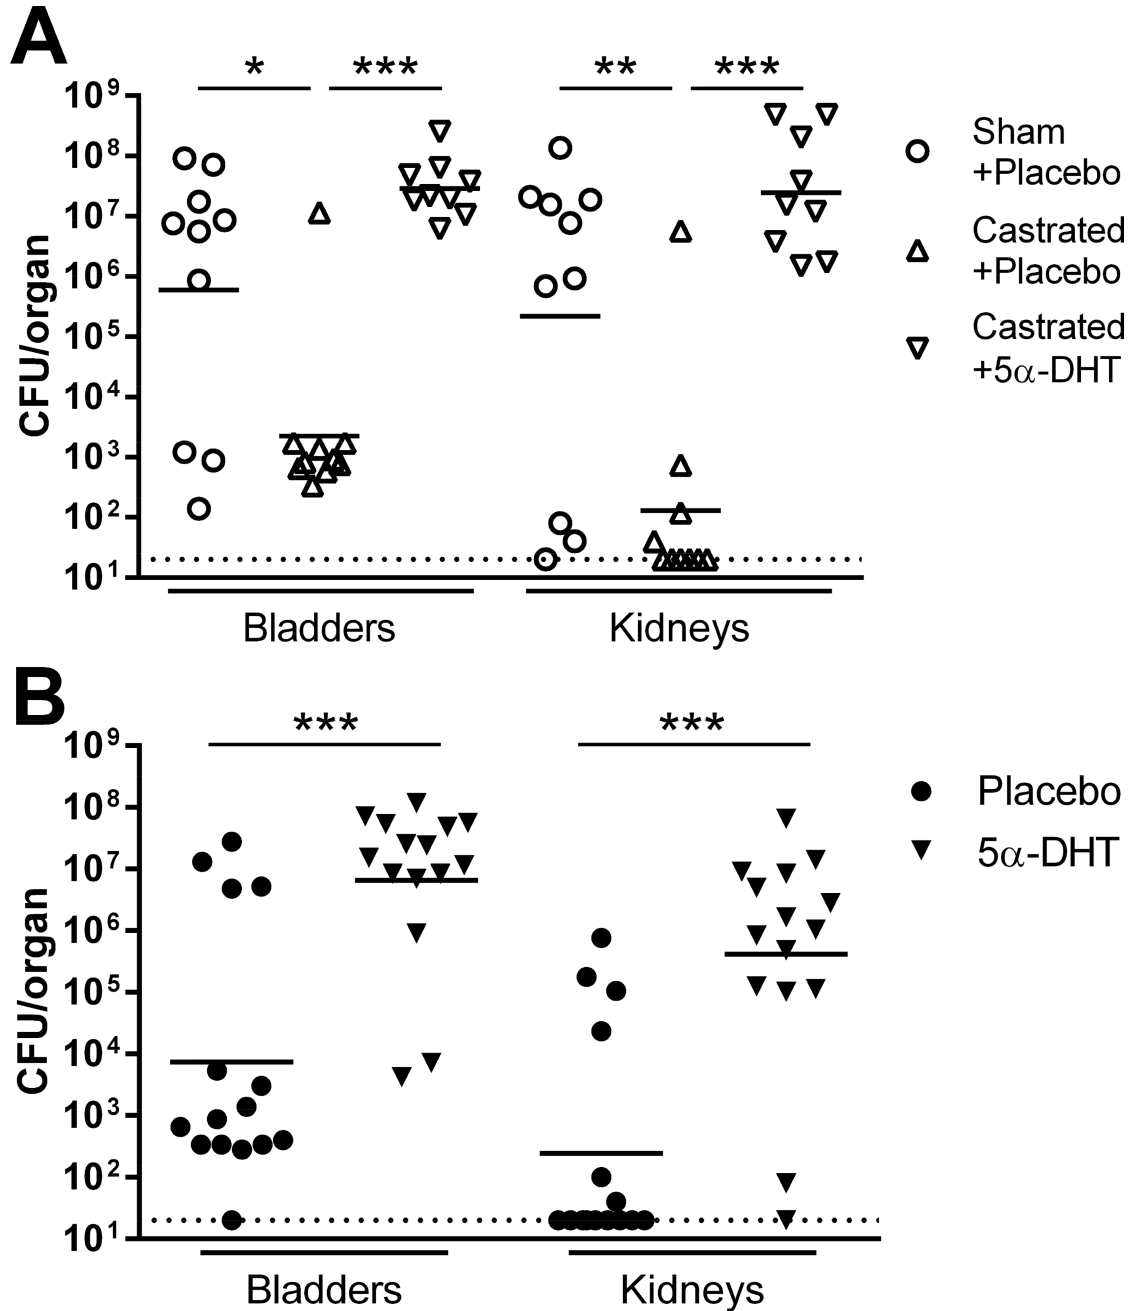 A
* *** ** ***
10⁹
10⁸
10⁷
10⁶
10⁵
10⁴
10³
10²
10¹
CFU/organ
Bladders Kidneys
Sham
+Placebo
Castrated
+Placebo
Castrated
+5α-DHT
B
*** ***
10⁹
10⁸
10⁷
10⁶
10⁵
10⁴
10³
10²
10¹
CFU/organ
Bladders Kidneys
Placebo
5α-DHT